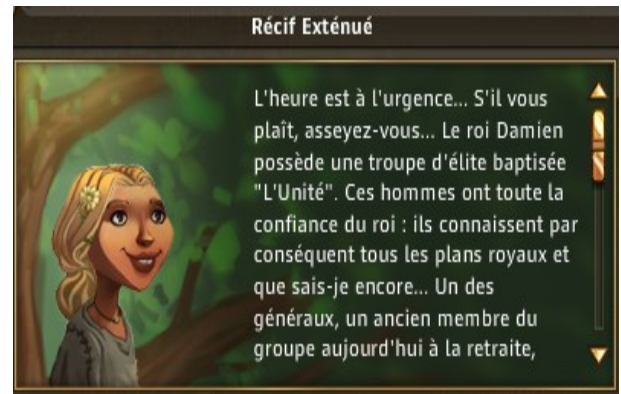 Récif Exténué
L'heure est à l'urgence... S'il vous
plaît, asseyez-vous... Le roi Damien
possède une troupe d'élite baptisée
"L'Unité". Ces hommes ont toute la
confiance du roi : ils connaissent par
conséquent tous les plans royaux et
que sais-je encore... Un des
généraux, un ancien membre du
groupe aujourd'hui à la retraite,